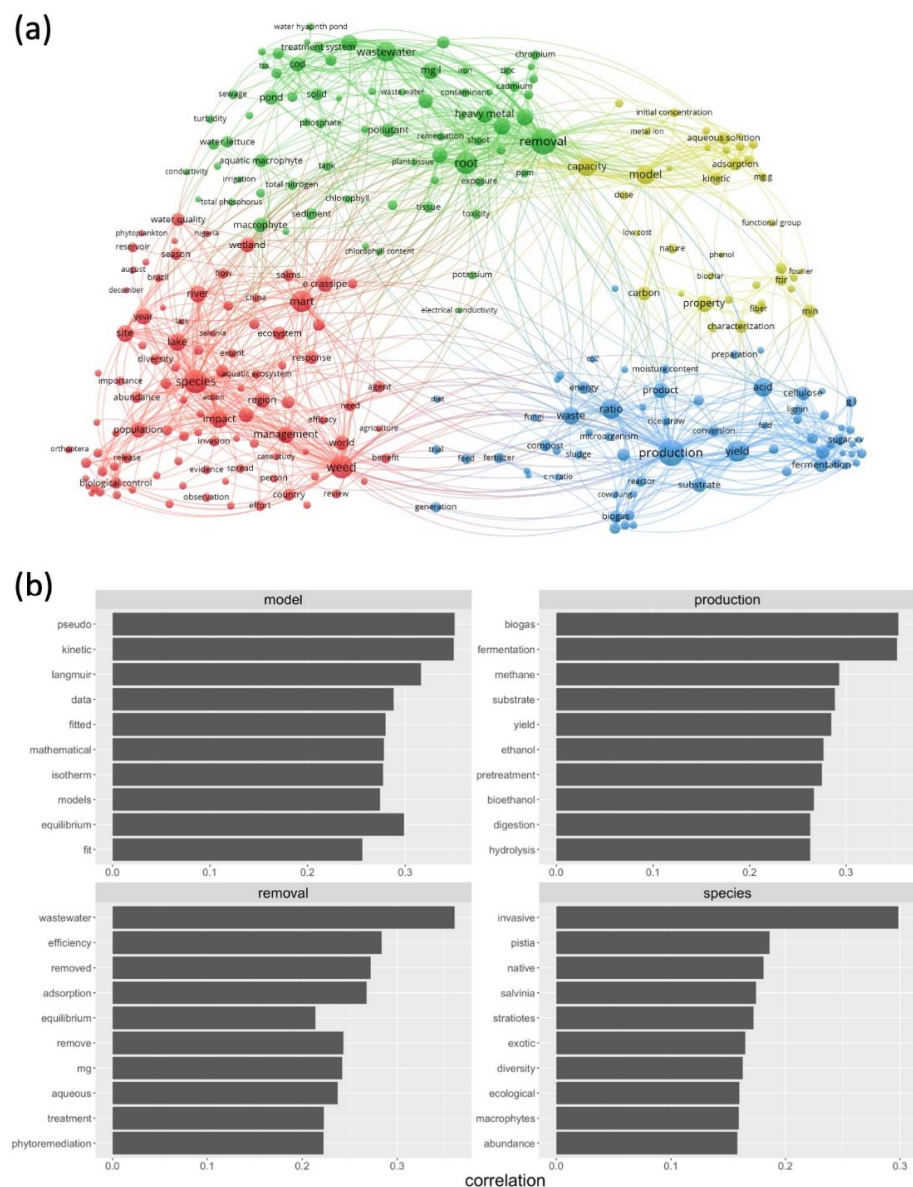 (a)
water hyacinth pond
treatment system
wastewater
chromium
tss
cod
mg l
iron
zinc
cadmium
sewage
pond
solid
waste water
contaminant
heavy metal
initial concentration
turbidity
phosphate
pollutant
remediation
shoot
removal
metal ion
aqueous solution
water lettuce
aquatic macrophyte
tank
plant tissue
root
capacity
model
adsorption
kinetic
mg g
conductivity
irrigation
total nitrogen
exposure
ppm
dose
total phosphorus
chlorophyll
tissue
sediment
toxicity
water quality
macrophyte
low cost
functional group
phytoplankton
nigeria
reservoir
season
wetland
chlorophyll content
nature
phenol
august
brazil
flow
solms
potassium
biochar
ftir
fourier
december
river
china
e crassipe
mart
carbon
property
fiber
min
year
lack
salvinia
electrical conductivity
characterization
site
lake
ecosystem
diversity
extent
response
co2
preparation
importance
species
aquatic ecosystem
moisture content
action
region
agent
energy
product
acid
cellulose
abundance
need
diet
lignin
g l
impact
efficacy
waste
ratio
population
fungi
rice straw
conversion
fold
invasion
management
world
agriculture
microorganism
sugar
v v
orthoptera
case study
trial
compost
production
yield
release
evidence
spread
weed
benefit
feed
fertilizer
sludge
fermentation
biological control
person
c n ratio
reactor
substrate
observation
effort
country
review
cow dung
generation
biogas
(b)
model
pseudo
kinetic
langmuir
data
fitted
mathematical
isotherm
models
equilibrium
fit
0.0 0.1 0.2 0.3
production
biogas
fermentation
methane
substrate
yield
ethanol
pretreatment
bioethanol
digestion
hydrolysis
0.0 0.1 0.2 0.3
removal
wastewater
efficiency
removed
adsorption
equilibrium
remove
mg
aqueous
treatment
phytoremediation
0.0 0.1 0.2 0.3
species
invasive
pistia
native
salvinia
stratiotes
exotic
diversity
ecological
macrophytes
abundance
0.0 0.1 0.2 0.3
correlation